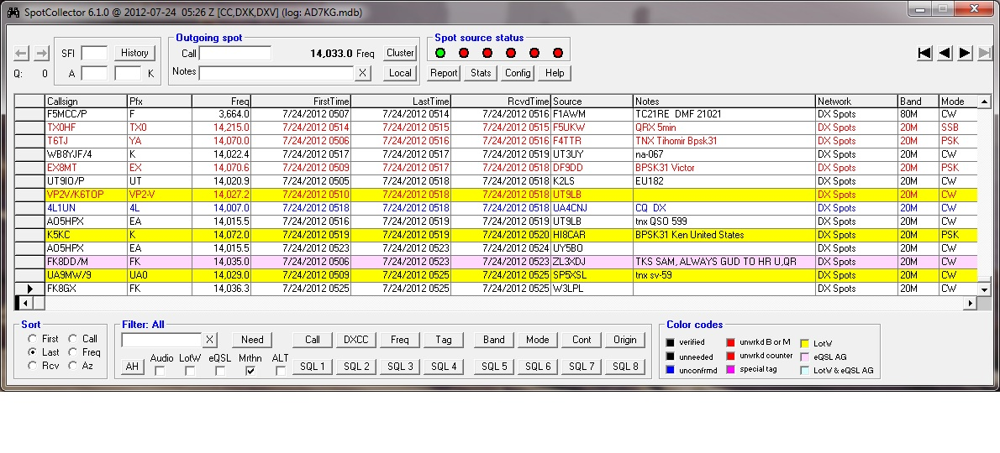 SpotCollector 6.1.0 @ 2012-07-24 05:26 Z [CC,DXK,DXV] (log: AD7KG.mdb)
SFI History
Q: 0 A K
Outgoing spot
Call 14,033.0 Freq Cluster
Notes X Local
Spot source status
Report Stats Config Help
Callsign Pfx Freq FirstTime LastTime RcvdTime Source Notes Network Band Mode
F5MCC/P F 3,664.0 7/24/2012 0507 7/24/2012 0514 7/24/2012 0516 F1AWM TC21RE DMF 21021 DX Spots 80M CW
TX0HF TX0 14,215.0 7/24/2012 0514 7/24/2012 0515 7/24/2012 0515 F5UKW QRX 5min DX Spots 20M SSB
T6TJ YA 14,070.0 7/24/2012 0506 7/24/2012 0516 7/24/2012 0516 F4TTR TNX Tihomir Bpsk31 DX Spots 20M PSK
WB8YJF/4 K 14,022.4 7/24/2012 0517 7/24/2012 0517 7/24/2012 0519 UT3UY na-067 DX Spots 20M CW
EX8MT EX 14,070.6 7/24/2012 0509 7/24/2012 0517 7/24/2012 0518 DF9DD BPSK31 Victor DX Spots 20M PSK
UT9IO/P UT 14,020.9 7/24/2012 0505 7/24/2012 0518 7/24/2012 0518 K2LS EU182 DX Spots 20M CW
VP2V/K6TOP VP2-V 14,027.2 7/24/2012 0510 7/24/2012 0518 7/24/2012 0518 UT9LB DX Spots 20M CW
4L1UN 4L 14,007.0 7/24/2012 0518 7/24/2012 0518 7/24/2012 0518 UA4CNJ CQ DX DX Spots 20M CW
AO5HPX EA 14,015.5 7/24/2012 0516 7/24/2012 0519 7/24/2012 0519 UT9LB tnx QSO 599 DX Spots 20M CW
K5KC K 14,072.0 7/24/2012 0519 7/24/2012 0519 7/24/2012 0520 HI8CAR BPSK31 Ken United States DX Spots 20M PSK
AO5HPX EA 14,015.5 7/24/2012 0523 7/24/2012 0523 7/24/2012 0524 UY5BO DX Spots 20M CW
FK8DD/M FK 14,035.0 7/24/2012 0506 7/24/2012 0523 7/24/2012 0523 ZL3XDJ TKS SAM, ALWAYS GUD TO HR U,QR DX Spots 20M CW
UA9MW/9 UA0 14,029.0 7/24/2012 0509 7/24/2012 0525 7/24/2012 0525 SP5XSL tnx sv-59 DX Spots 20M CW
FK8GX FK 14,036.3 7/24/2012 0525 7/24/2012 0525 7/24/2012 0525 W3LPL DX Spots 20M CW
Sort
First Call
Last Freq
Rcv Az
Filter: All
X Need Call DXCC Freq Tag Band Mode Cont Origin
AH Audio LotW eQSL Mrthn ALT SQL 1 SQL 2 SQL 3 SQL 4 SQL 5 SQL 6 SQL 7 SQL 8
Color codes
verified unwrkd B or M LotW
unneeded unwrkd counter eQSL AG
unconfrmd special tag LotW & eQSL AG